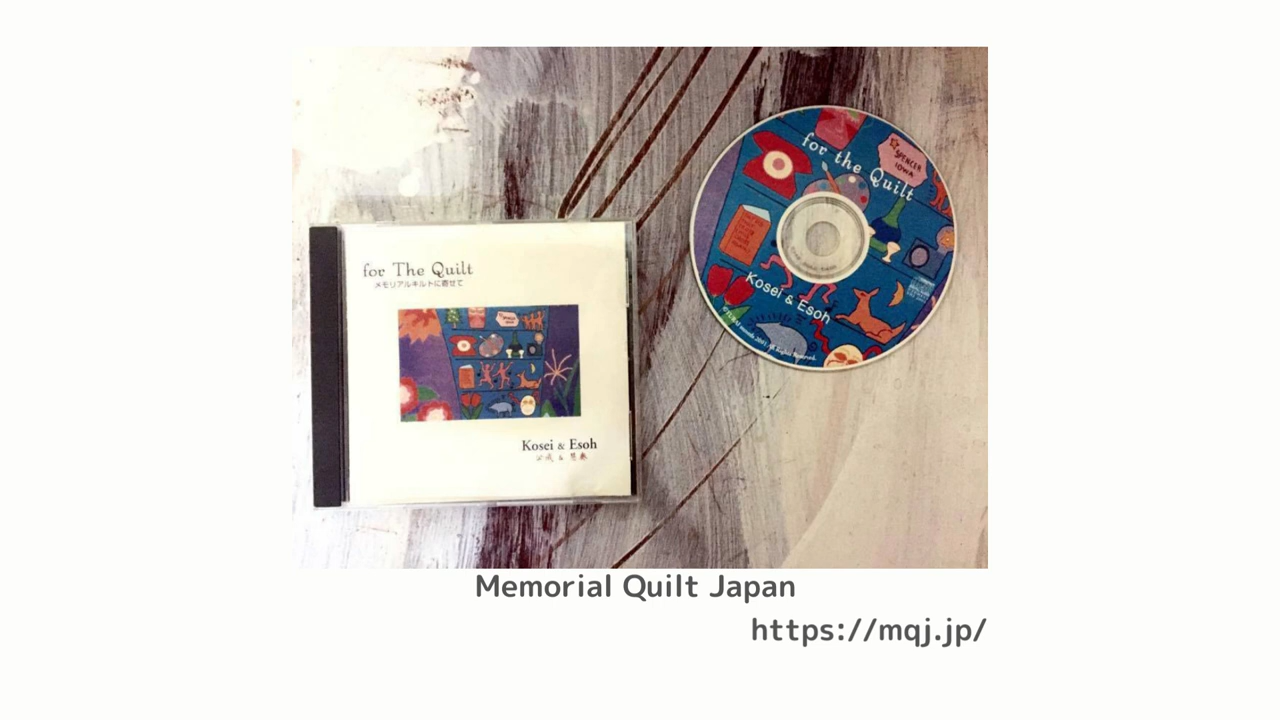 for The Quilt
メモリアルキルトに寄せて
Kosei & Esoh
for the Quilt
SPENCER
IOWA
Kosei & Esoh
Memorial Quilt Japan
https://mqj.jp/